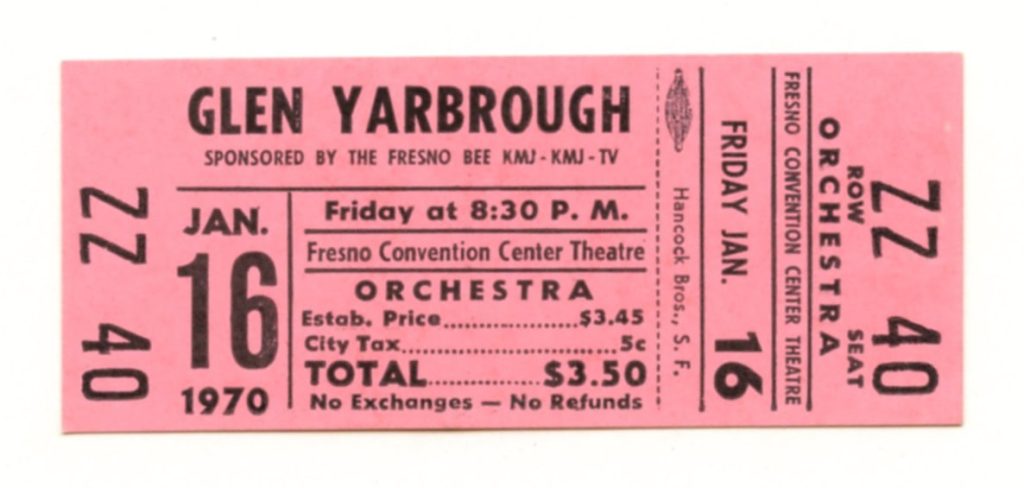 ZZ 40
GLEN YARBROUGH
SPONSORED BY THE FRESNO BEE KMJ - KMJ - TV
JAN.
16
1970
Friday at 8:30 P. M.
Fresno Convention Center Theatre
ORCHESTRA
Estab. Price....................$3.45
City Tax.................................5c
TOTAL................$3.50
No Exchanges — No Refunds
Hancock Bros., S. F.
FRIDAY JAN. 16
FRESNO CONVENTION CENTER THEATRE
ORCHESTRA
ROW SEAT
ZZ 40